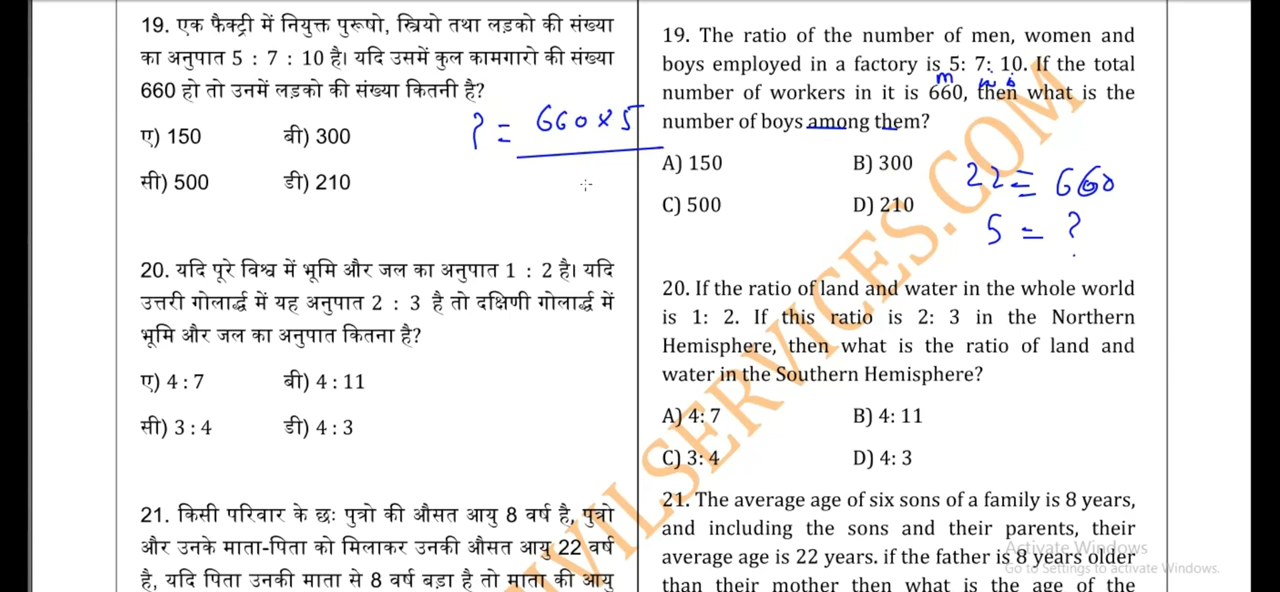 19. एक फैक्ट्री में नियुक्त पुरूषो, स्त्रियो तथा लड़को की संख्या
का अनुपात 5 : 7 : 10 है। यदि उसमें कुल कामगारो की संख्या
660 हो तो उनमें लड़को की संख्या कितनी है?
ए) 150 बी) 300
सी) 500 डी) 210
? = 660 x 5
20. यदि पूरे विश्व में भूमि और जल का अनुपात 1 : 2 है। यदि
उत्तरी गोलार्द्ध में यह अनुपात 2 : 3 है तो दक्षिणी गोलार्द्ध में
भूमि और जल का अनुपात कितना है?
ए) 4 : 7 बी) 4 : 11
सी) 3 : 4 डी) 4 : 3
21. किसी परिवार के छः पुत्रो की औसत आयु 8 वर्ष है, पुत्रो
और उनके माता-पिता को मिलाकर उनकी औसत आयु 22 वर्ष
है, यदि पिता उनकी माता से 8 वर्ष बड़ा है तो माता की आयु
19. The ratio of the number of men, women and
boys employed in a factory is 5: 7: 10. If the total
m w b
number of workers in it is 660, then what is the
number of boys among them?
A) 150 B) 300
C) 500 D) 210
22 = 660
5 = ?
20. If the ratio of land and water in the whole world
is 1: 2. If this ratio is 2: 3 in the Northern
Hemisphere, then what is the ratio of land and
water in the Southern Hemisphere?
A) 4: 7 B) 4: 11
C) 3: 4 D) 4: 3
21. The average age of six sons of a family is 8 years,
and including the sons and their parents, their
average age is 22 years. if the father is 8 years older
than their mother then what is the age of the
Activate Windows
Go to Settings to activate Windows.
CIVILSERVICES.COM